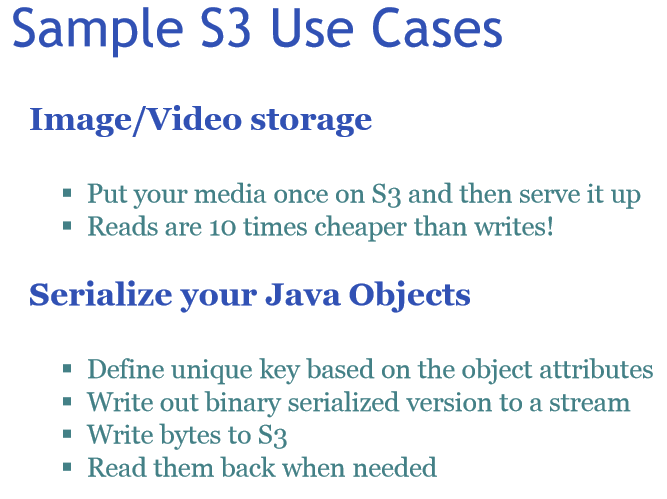 Sample S3 Use Cases
Image/Video storage
▪ Put your media once on S3 and then serve it up
▪ Reads are 10 times cheaper than writes!
Serialize your Java Objects
▪ Define unique key based on the object attributes
▪ Write out binary serialized version to a stream
▪ Write bytes to S3
▪ Read them back when needed